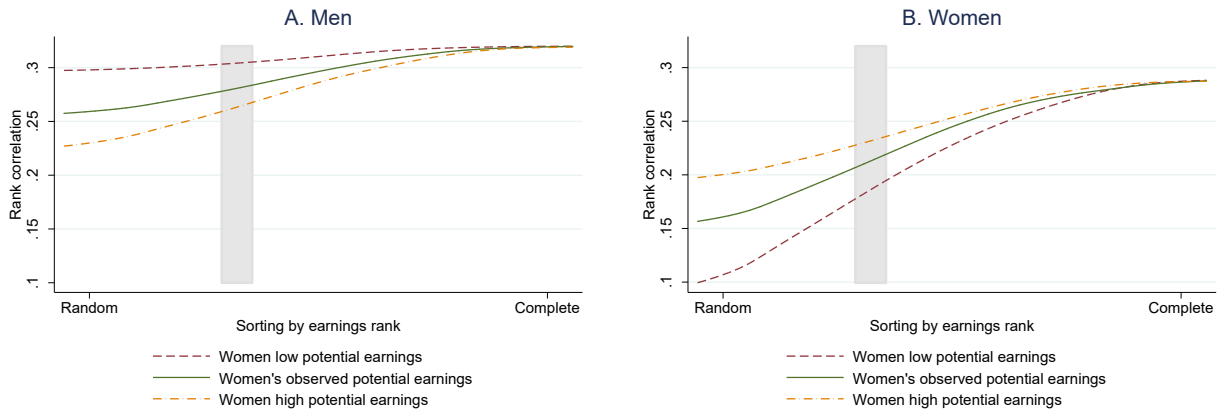 A. Men
Rank correlation
.3
.25
.2
.15
.1
Random
Complete
Sorting by earnings rank
Women low potential earnings
Women's observed potential earnings
Women high potential earnings
B. Women
Rank correlation
.3
.25
.2
.15
.1
Random
Complete
Sorting by earnings rank
Women low potential earnings
Women's observed potential earnings
Women high potential earnings